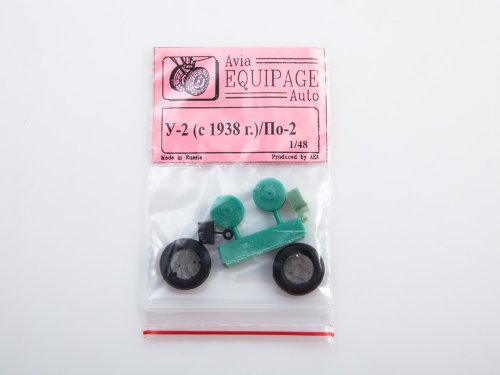 Avia
EQUIPAGE
Auto
У-2 (с 1938 г.)/По-2
1/48
Made in Russia
Produced by AEA